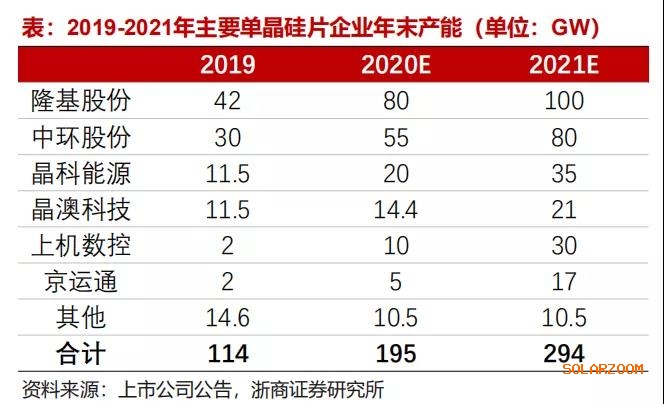 表：2019-2021年主要单晶硅片企业年末产能（单位：GW）
2019 2020E 2021E
隆基股份 42 80 100
中环股份 30 55 80
晶科能源 11.5 20 35
晶澳科技 11.5 14.4 21
上机数控 2 10 30
京运通 2 5 17
其他 14.6 10.5 10.5
合计 114 195 294
SOLARZOOM
资料来源：上市公司公告，浙商证券研究所